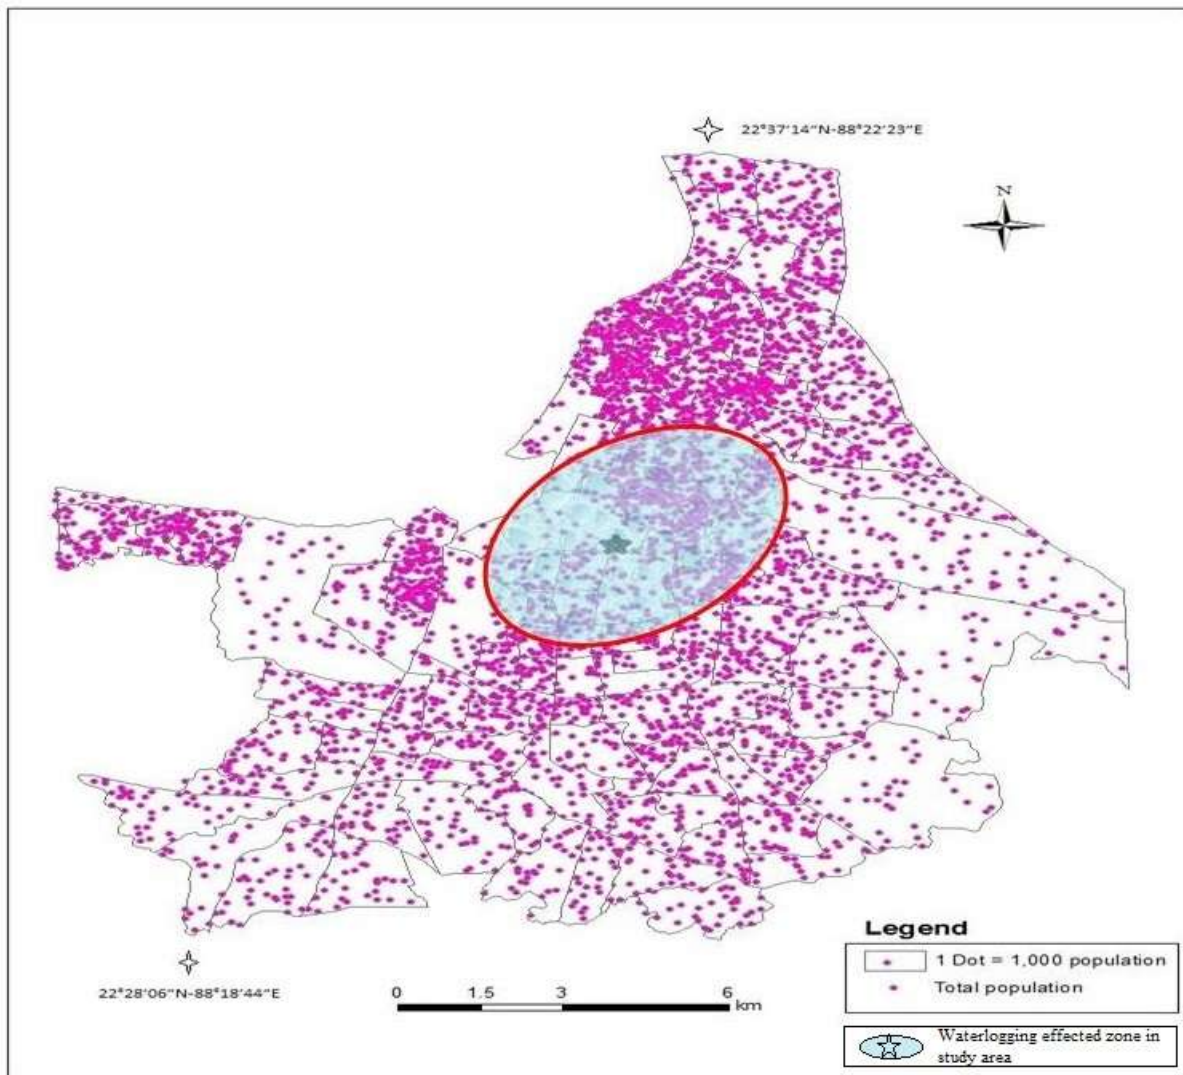 22°37'14"N-88°22'23"E
N
22°28'06"N-88°18'44"E
0 1.5 3 6
km
Legend
1 Dot = 1,000 population
Total population
Waterlogging effected zone in
study area